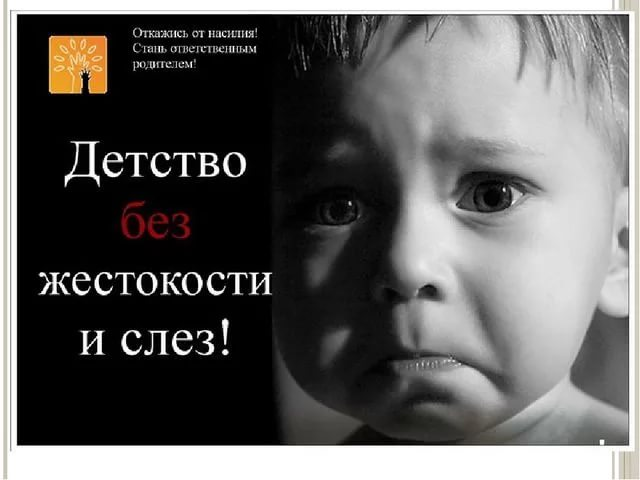 Откажись от насилия!
Стань ответственным
родителем!
Детство
без
жестокости
и слез!